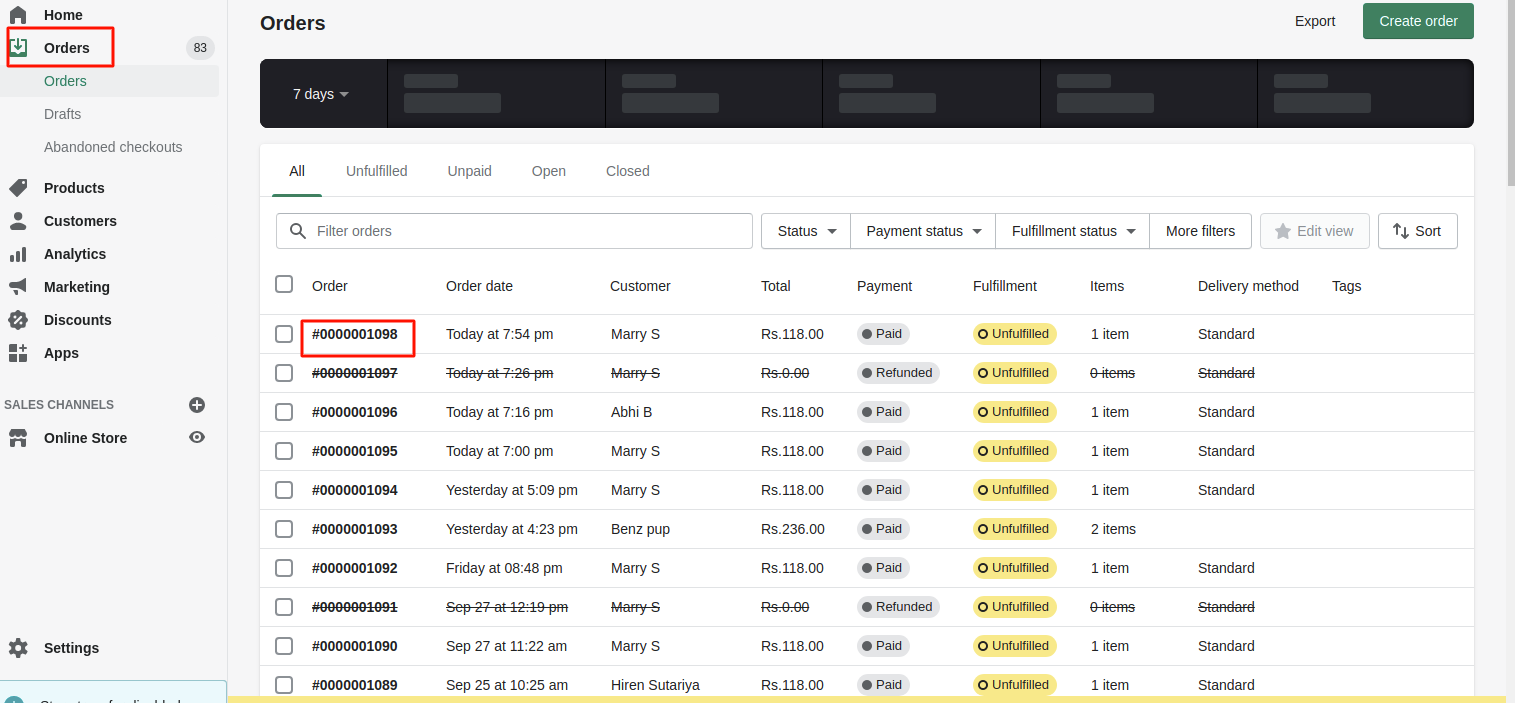 Home
Orders 83
Orders
Drafts
Abandoned checkouts
Products
Customers
Analytics
Marketing
Discounts
Apps
SALES CHANNELS
Online Store
Settings
Orders Export Create order
7 days
All Unfulfilled Unpaid Open Closed
Filter orders Status Payment status Fulfillment status More filters Edit view Sort
Order Order date Customer Total Payment Fulfillment Items Delivery method Tags
#0000001098 Today at 7:54 pm Marry S Rs.118.00 Paid Unfulfilled 1 item Standard
#0000001097 Today at 7:26 pm Marry S Rs.0.00 Refunded Unfulfilled 0 items Standard
#0000001096 Today at 7:16 pm Abhi B Rs.118.00 Paid Unfulfilled 1 item Standard
#0000001095 Today at 7:00 pm Marry S Rs.118.00 Paid Unfulfilled 1 item Standard
#0000001094 Yesterday at 5:09 pm Marry S Rs.118.00 Paid Unfulfilled 1 item Standard
#0000001093 Yesterday at 4:23 pm Benz pup Rs.236.00 Paid Unfulfilled 2 items
#0000001092 Friday at 08:48 pm Marry S Rs.118.00 Paid Unfulfilled 1 item Standard
#0000001091 Sep 27 at 12:19 pm Marry S Rs.0.00 Refunded Unfulfilled 0 items Standard
#0000001090 Sep 27 at 11:22 am Marry S Rs.118.00 Paid Unfulfilled 1 item Standard
#0000001089 Sep 25 at 10:25 am Hiren Sutariya Rs.118.00 Paid Unfulfilled 1 item Standard